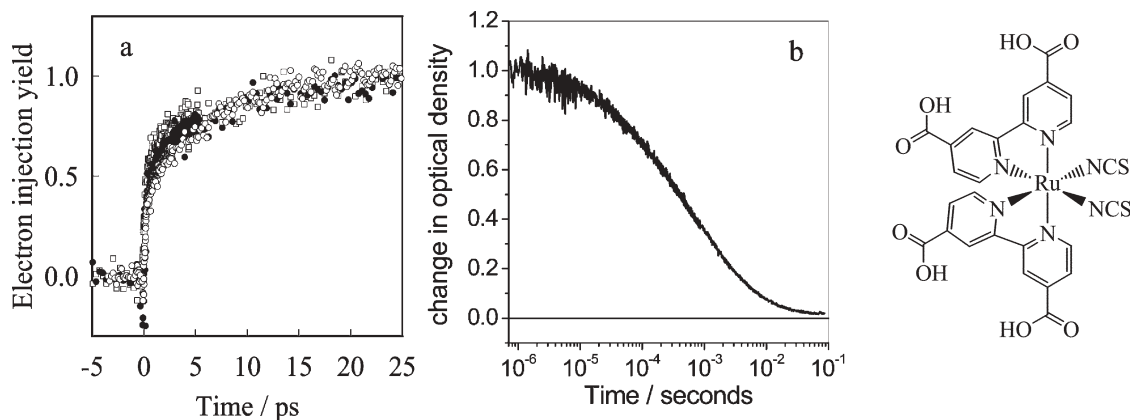 a
Electron injection yield
1.0
0.5
0.0
-5 0 5 10 15 20 25
Time / ps
b
change in optical density
1.2
1.0
0.8
0.6
0.4
0.2
0.0
10⁻⁶ 10⁻⁵ 10⁻⁴ 10⁻³ 10⁻² 10⁻¹
Time / seconds
HO O
OH
O
N
N NCS
Ru
N NCS
O N
OH
HO O